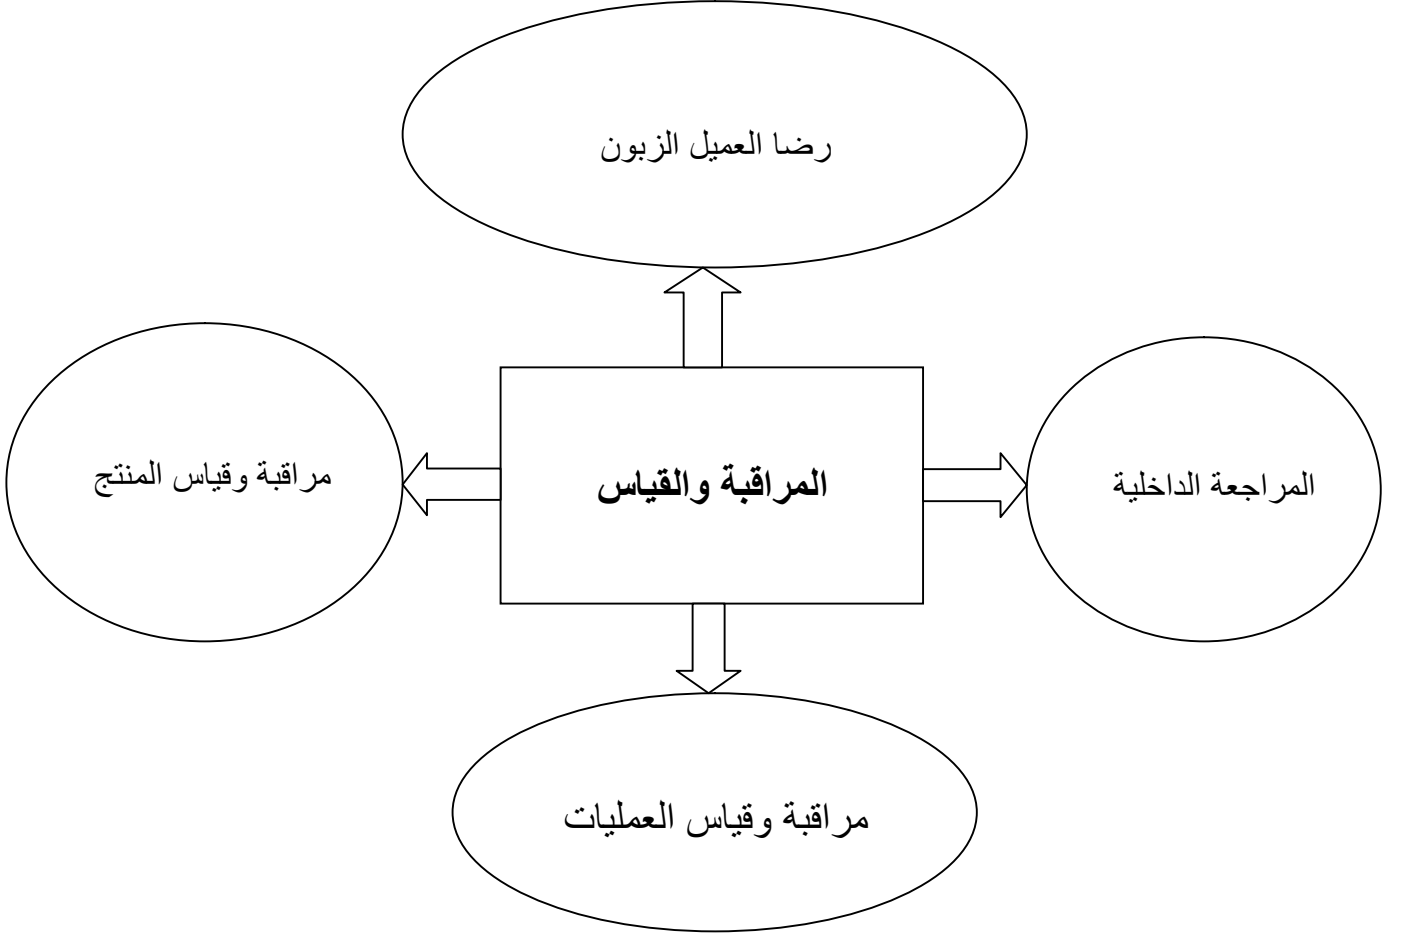 رضا العميل الزبون
المراجعة الداخلية
المراقبة والقياس
مراقبة وقياس المنتج
مراقبة وقياس العمليات